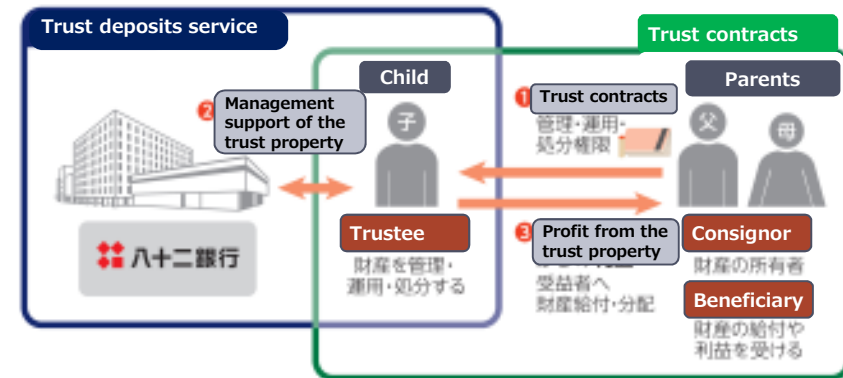 Trust deposits service
Trust contracts
Child
Parents
❷ Management
support of the
trust property
❶ Trust contracts
管理・運用・
処分権限
子
父
母
八十二銀行
Trustee
財産を管理・
運用・処分する
❸ Profit from the
trust property
受益者へ
財産給付・分配
Consignor
財産の所有者
Beneficiary
財産の給付や
利益を受ける